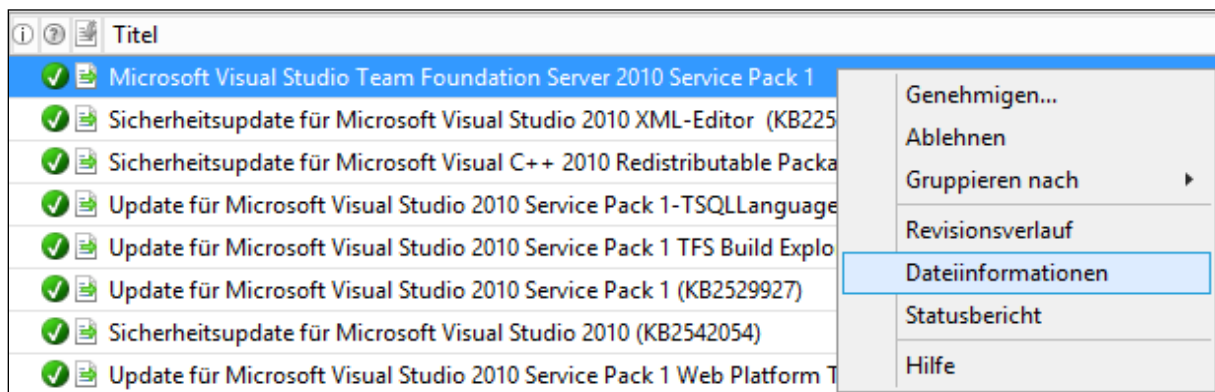 Titel
Microsoft Visual Studio Team Foundation Server 2010 Service Pack 1
Sicherheitsupdate für Microsoft Visual Studio 2010 XML-Editor (KB225
Sicherheitsupdate für Microsoft Visual C++ 2010 Redistributable Packa
Update für Microsoft Visual Studio 2010 Service Pack 1-TSQLLanguage
Update für Microsoft Visual Studio 2010 Service Pack 1 TFS Build Explo
Update für Microsoft Visual Studio 2010 Service Pack 1 (KB2529927)
Sicherheitsupdate für Microsoft Visual Studio 2010 (KB2542054)
Update für Microsoft Visual Studio 2010 Service Pack 1 Web Platform T
Genehmigen...
Ablehnen
Gruppieren nach
Revisionsverlauf
Dateiinformationen
Statusbericht
Hilfe